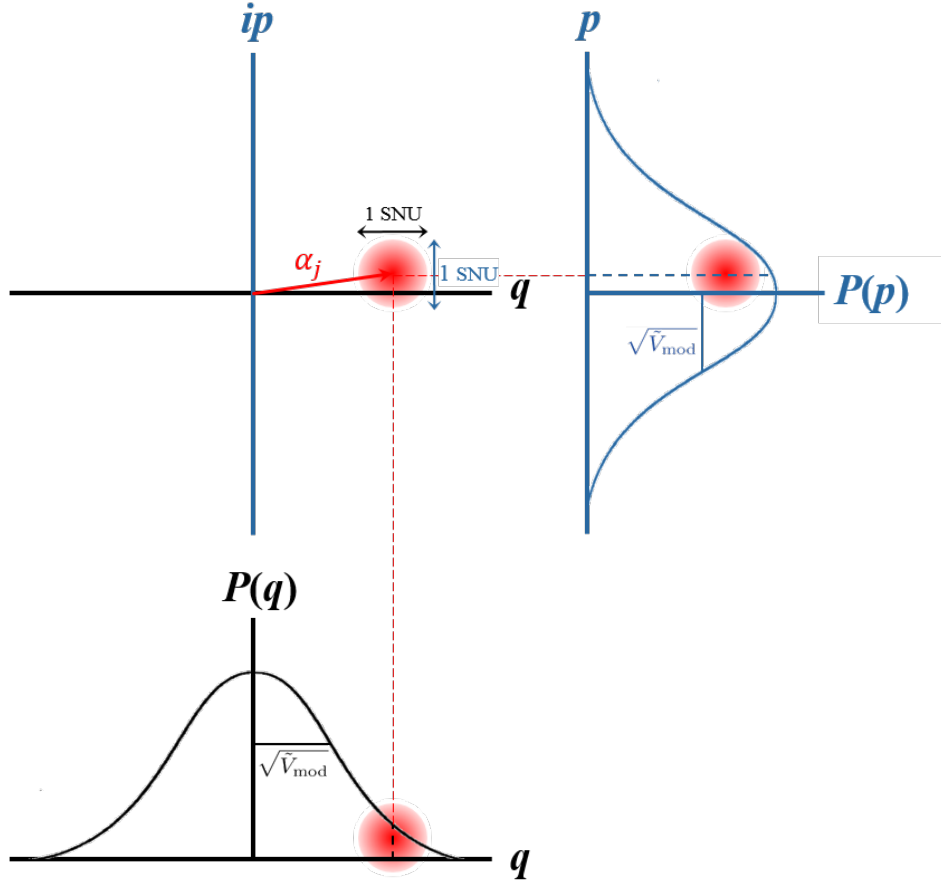 ip
p
1 SNU
α_j
1 SNU
q
P(p)
√Ṽ_mod
P(q)
√Ṽ_mod
q